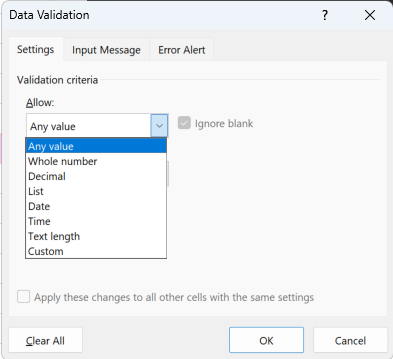 Data Validation
? ×
Settings Input Message Error Alert
Validation criteria
Allow:
Any value
Ignore blank
Any value
Whole number
Decimal
List
Date
Time
Text length
Custom
Apply these changes to all other cells with the same settings
Clear All OK Cancel